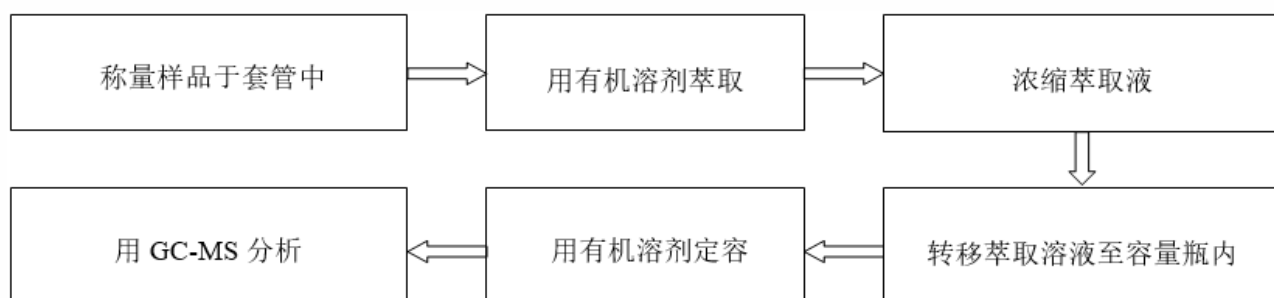 称量样品于套管中
用有机溶剂萃取
浓缩萃取液
转移萃取溶液至容量瓶内
用有机溶剂定容
用 GC-MS 分析